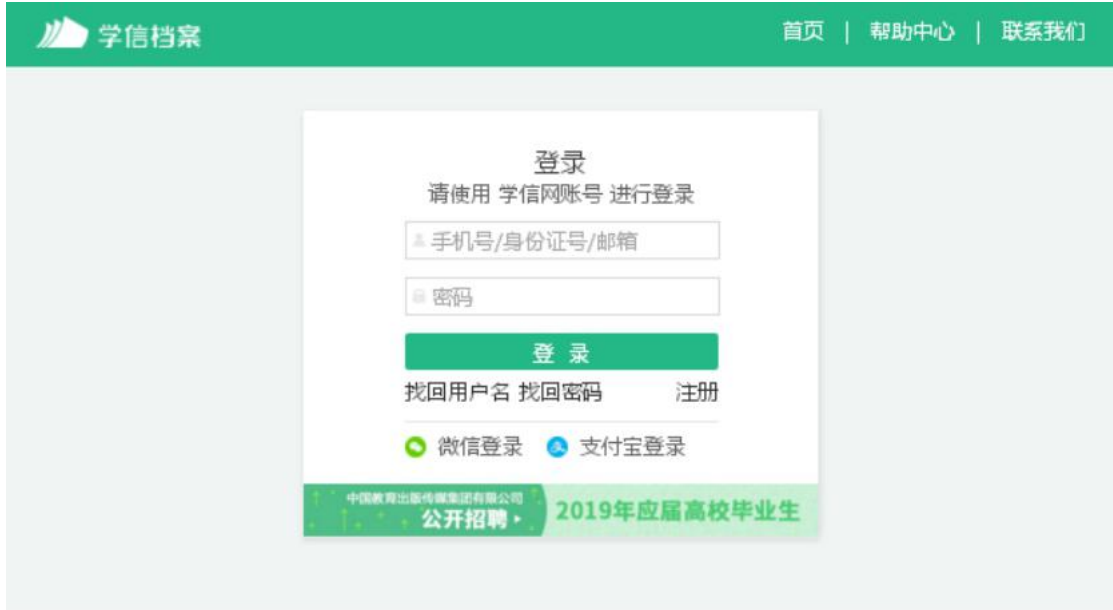 学信档案
首页 | 帮助中心 | 联系我们
登录
请使用 学信网账号 进行登录
手机号/身份证号/邮箱
密码
登 录
找回用户名 找回密码 注册
微信登录 支付宝登录
中国教育出版传媒集团有限公司
公开招聘
2019年应届高校毕业生